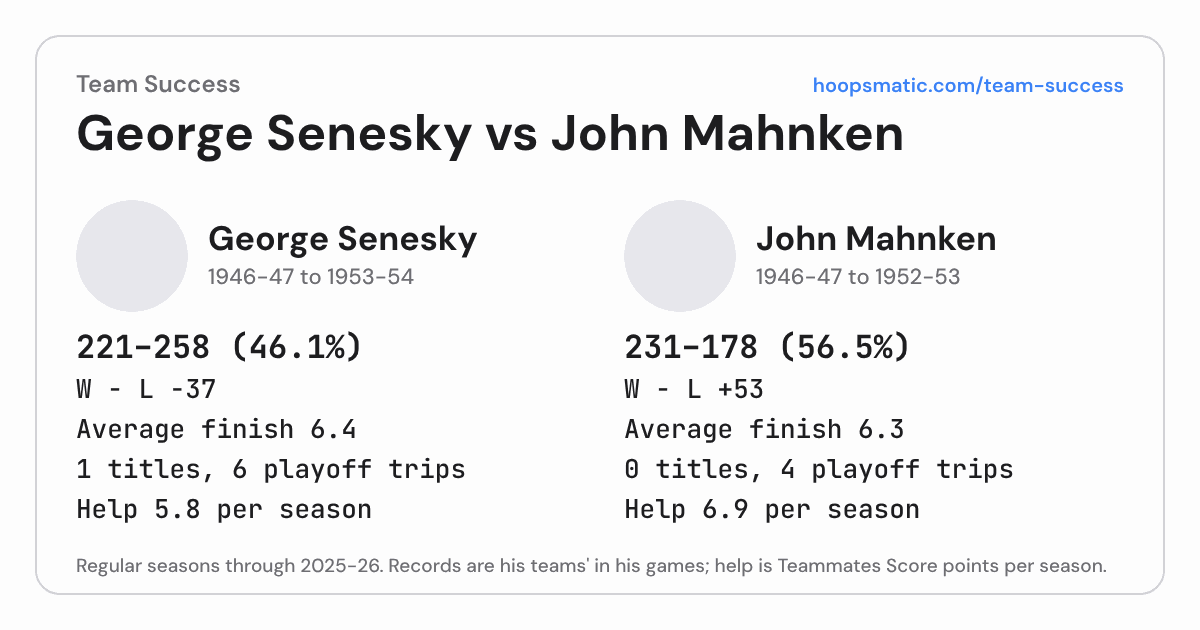 Team Success
hoopsmatic.com/team-success
George Senesky vs John Mahnken
George Senesky
1946-47 to 1953-54
221-258 (46.1%)
W - L -37
Average finish 6.4
1 titles, 6 playoff trips
Help 5.8 per season
John Mahnken
1946-47 to 1952-53
231-178 (56.5%)
W - L +53
Average finish 6.3
0 titles, 4 playoff trips
Help 6.9 per season
Regular seasons through 2025-26. Records are his teams' in his games; help is Teammates Score points per season.